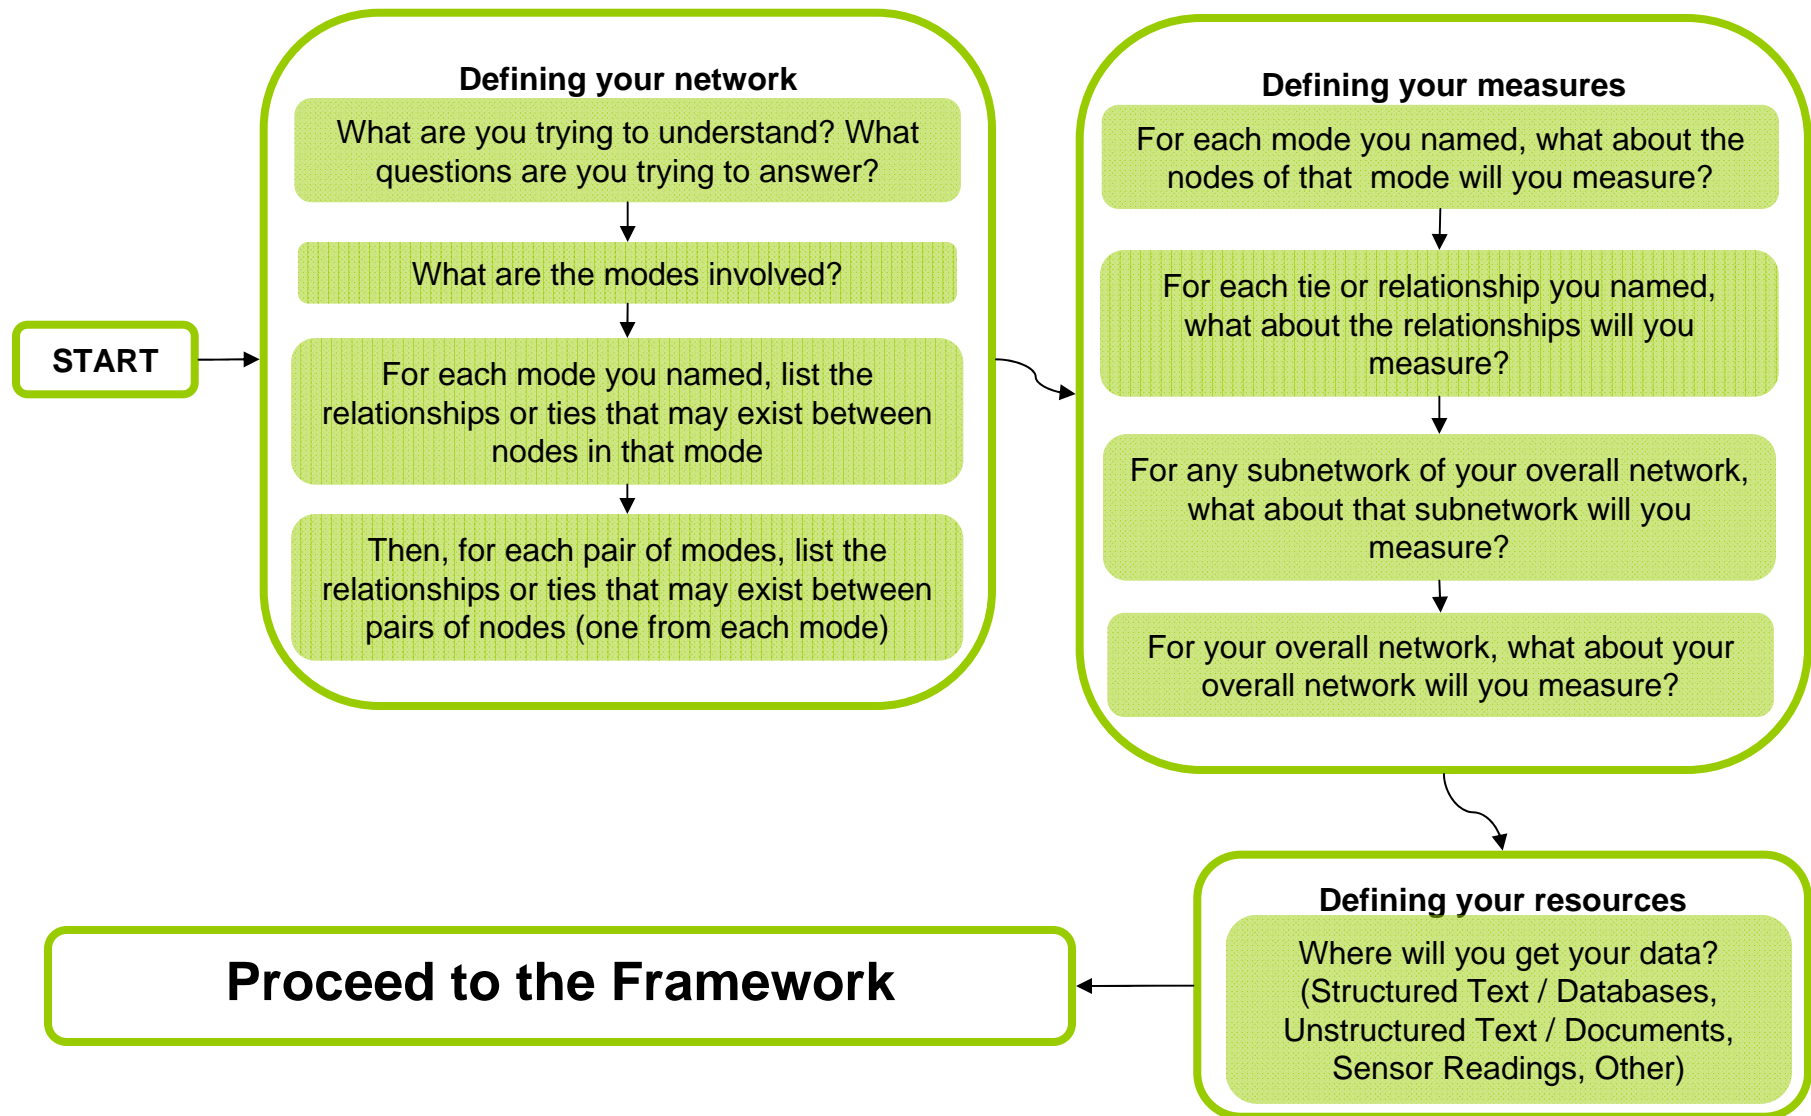 START
Defining your network
What are you trying to understand? What
questions are you trying to answer?
What are the modes involved?
For each mode you named, list the
relationships or ties that may exist between
nodes in that mode
Then, for each pair of modes, list the
relationships or ties that may exist between
pairs of nodes (one from each mode)
Defining your measures
For each mode you named, what about the
nodes of that  mode will you measure?
For each tie or relationship you named,
what about the relationships will you
measure?
For any subnetwork of your overall network,
what about that subnetwork will you
measure?
For your overall network, what about your
overall network will you measure?
Defining your resources
Where will you get your data?
(Structured Text / Databases,
Unstructured Text / Documents,
Sensor Readings, Other)
Proceed to the Framework